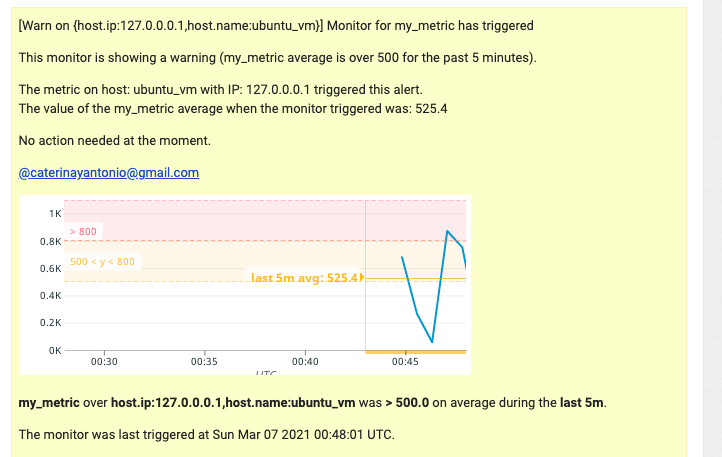 [Warn on {host.ip:127.0.0.0.1,host.name:ubuntu_vm}] Monitor for my_metric has triggered
This monitor is showing a warning (my_metric average is over 500 for the past 5 minutes).
The metric on host: ubuntu_vm with IP: 127.0.0.0.1 triggered this alert.
The value of the my_metric average when the monitor triggered was: 525.4
No action needed at the moment.
@caterinayantonio@gmail.com
1K
> 800
0.8K
500 < y < 800
0.6K
last 5m avg: 525.4
0.4K
0.2K
0K
00:30 00:35 00:40 00:45
UTC
my_metric over host.ip:127.0.0.0.1,host.name:ubuntu_vm was > 500.0 on average during the last 5m.
The monitor was last triggered at Sun Mar 07 2021 00:48:01 UTC.